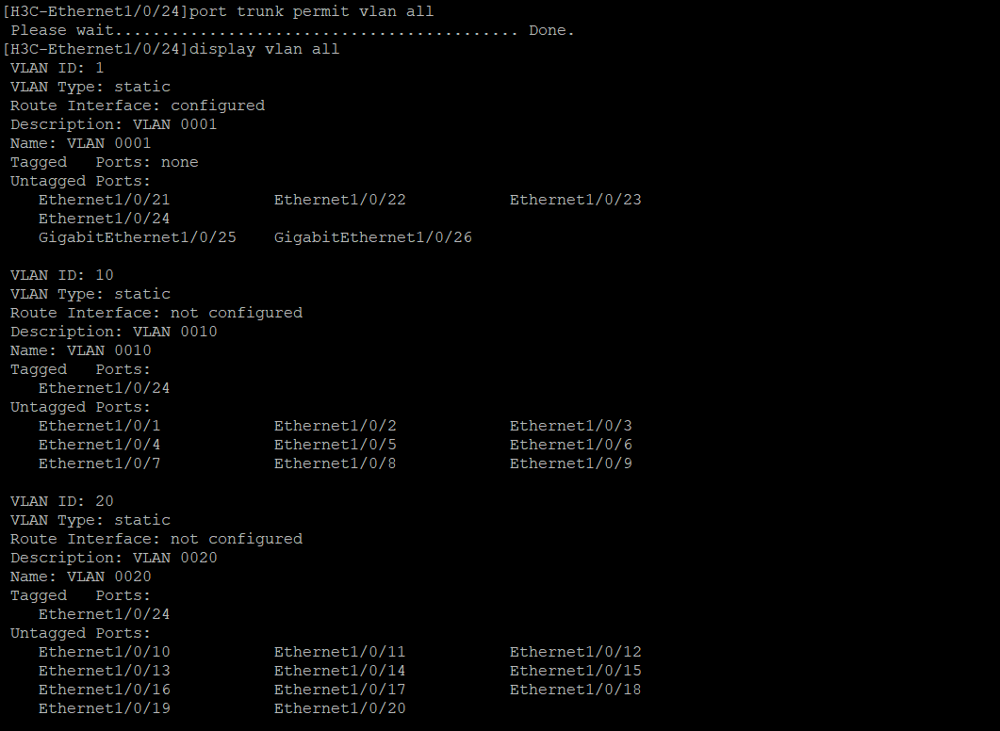 [H3C-Ethernet1/0/24]port trunk permit vlan all
 Please wait........................................... Done.
[H3C-Ethernet1/0/24]display vlan all
 VLAN ID: 1
 VLAN Type: static
 Route Interface: configured
 Description: VLAN 0001
 Name: VLAN 0001
 Tagged   Ports: none
 Untagged Ports:
    Ethernet1/0/21           Ethernet1/0/22           Ethernet1/0/23
    Ethernet1/0/24
    GigabitEthernet1/0/25    GigabitEthernet1/0/26

 VLAN ID: 10
 VLAN Type: static
 Route Interface: not configured
 Description: VLAN 0010
 Name: VLAN 0010
 Tagged   Ports:
    Ethernet1/0/24
 Untagged Ports:
    Ethernet1/0/1            Ethernet1/0/2            Ethernet1/0/3
    Ethernet1/0/4            Ethernet1/0/5            Ethernet1/0/6
    Ethernet1/0/7            Ethernet1/0/8            Ethernet1/0/9

 VLAN ID: 20
 VLAN Type: static
 Route Interface: not configured
 Description: VLAN 0020
 Name: VLAN 0020
 Tagged   Ports:
    Ethernet1/0/24
 Untagged Ports:
    Ethernet1/0/10           Ethernet1/0/11           Ethernet1/0/12
    Ethernet1/0/13           Ethernet1/0/14           Ethernet1/0/15
    Ethernet1/0/16           Ethernet1/0/17           Ethernet1/0/18
    Ethernet1/0/19           Ethernet1/0/20